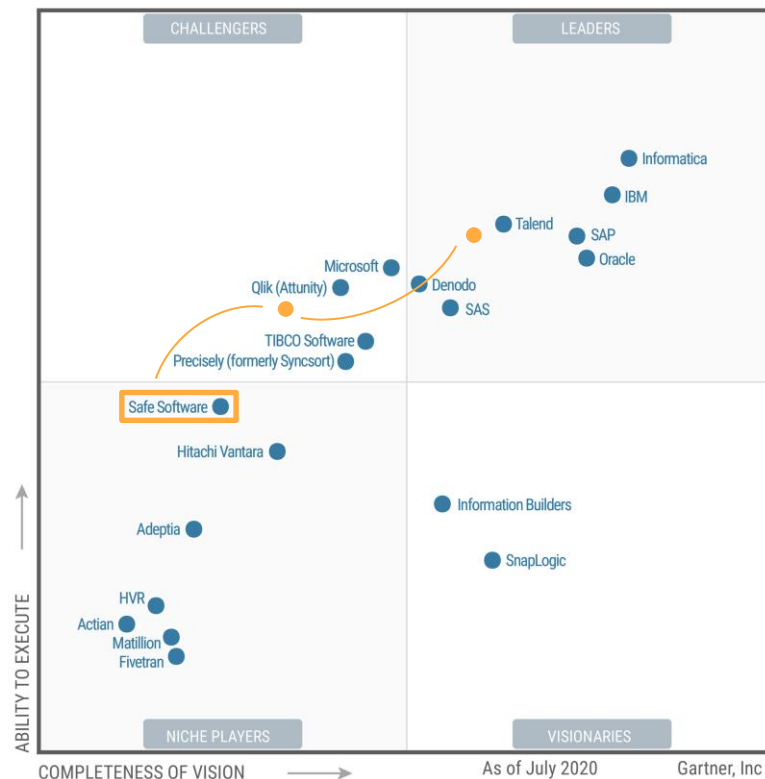 CHALLENGERS
LEADERS
Informatica
IBM
Talend
SAP
Oracle
Microsoft
Qlik (Attunity)
Denodo
SAS
TIBCO Software
Precisely (formerly Syncsort)
Safe Software
Hitachi Vantara
Information Builders
Adeptia
SnapLogic
HVR
Actian
Matillion
Fivetran
ABILITY TO EXECUTE
NICHE PLAYERS
VISIONARIES
COMPLETENESS OF VISION
As of July 2020
Gartner, Inc